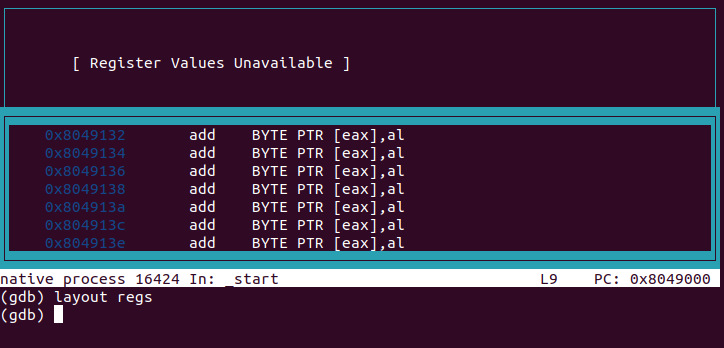 [ Register Values Unavailable ]
0x8049132 add BYTE PTR [eax],al
0x8049134 add BYTE PTR [eax],al
0x8049136 add BYTE PTR [eax],al
0x8049138 add BYTE PTR [eax],al
0x804913a add BYTE PTR [eax],al
0x804913c add BYTE PTR [eax],al
0x804913e add BYTE PTR [eax],al
native process 16424 In: _start L9 PC: 0x8049000
(gdb) layout regs
(gdb)